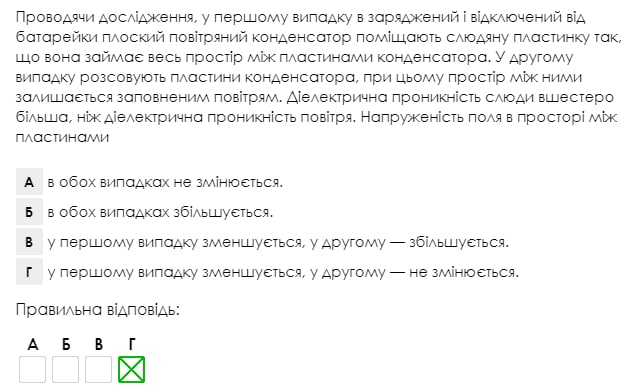 Проводячи дослідження, у першому випадку в заряджений і відключений від
батарейки плоский повітряний конденсатор поміщають слюдяну пластинку так,
що вона займає весь простір між пластинами конденсатора. У другому
випадку розсовують пластини конденсатора, при цьому простір між ними
залишається заповненим повітрям. Діелектрична проникність слюди вшестеро
більша, ніж діелектрична проникність повітря. Напруженість поля в просторі між
пластинами
А в обох випадках не змінюється.
Б в обох випадках збільшується.
В у першому випадку зменшується, у другому — збільшується.
Г у першому випадку зменшується, у другому — не змінюється.
Правильна відповідь:
А Б В Г